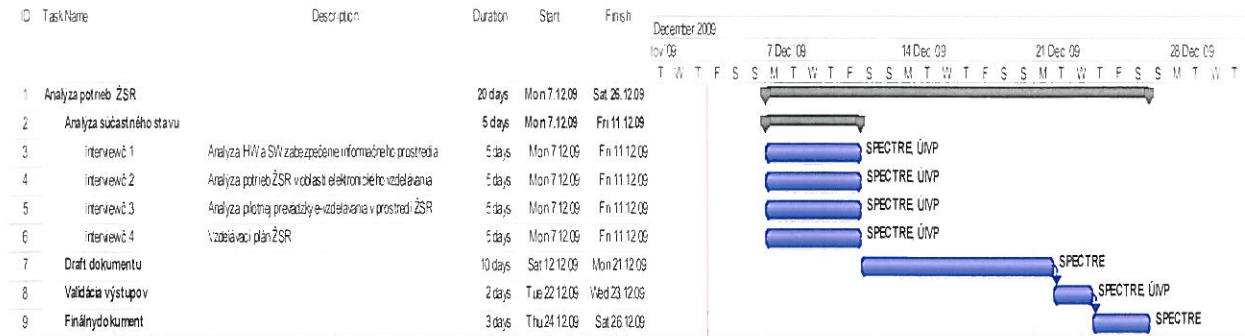 ID Task Name Description Duration Start Finish
December 2009
7 Dec 09 14 Dec 09 21 Dec 09 28 Dec 09
T W T F S S M T W T F S S M T W T F S S M T W T F S S M T W T
1 Analýza potrieb ŽSR 20 days Mon 7.12.09 Sat 26.12.09
2 Analýza súčastného stavu 5 days Mon 7.12.09 Fri 11.12.09
3 interview č 1 Analýza HW a SW zabezpečenie informačného prostredia 5 days Mon 7.12.09 Fri 11.12.09 SPECTRE, ÚIVP
4 interview č 2 Analýza potrieb ŽSR v oblasti elektronického vzdelávania 5 days Mon 7.12.09 Fri 11.12.09 SPECTRE, ÚIVP
5 interview č 3 Analýza pilotnej prevádzky e-vzdelávania v prostredí ŽSR 5 days Mon 7.12.09 Fri 11.12.09 SPECTRE, ÚIVP
6 interview č 4 Vzdelávací plán ŽSR 5 days Mon 7.12.09 Fri 11.12.09 SPECTRE, ÚIVP
7 Draft dokumentu 10 days Sat 12.12.09 Mon 21.12.09 SPECTRE
8 Validácia výstupov 2 days Tue 22.12.09 Wed 23.12.09 SPECTRE, ÚIVP
9 Finálny dokument 3 days Thu 24.12.09 Sat 26.12.09 SPECTRE